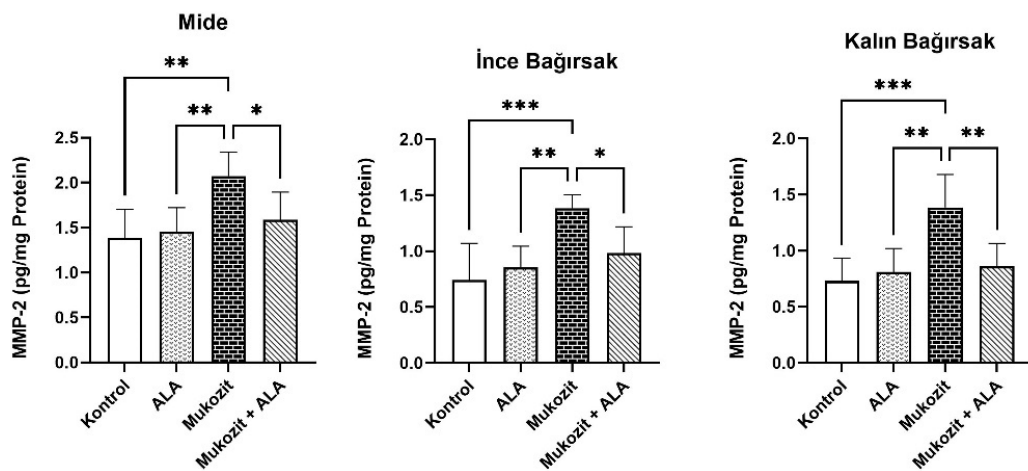 Mide
**
**
*
MMP-2 (pg/mg Protein)
2.5
2.0
1.5
1.0
0.5
0.0
Kontrol
ALA
Mukozit
Mukozit + ALA
İnce Bağırsak
***
**
*
MMP-2 (pg/mg Protein)
2.0
1.5
1.0
0.5
0.0
Kontrol
ALA
Mukozit
Mukozit + ALA
Kalın Bağırsak
***
**
**
MMP-2 (pg/mg Protein)
2.0
1.5
1.0
0.5
0.0
Kontrol
ALA
Mukozit
Mukozit + ALA